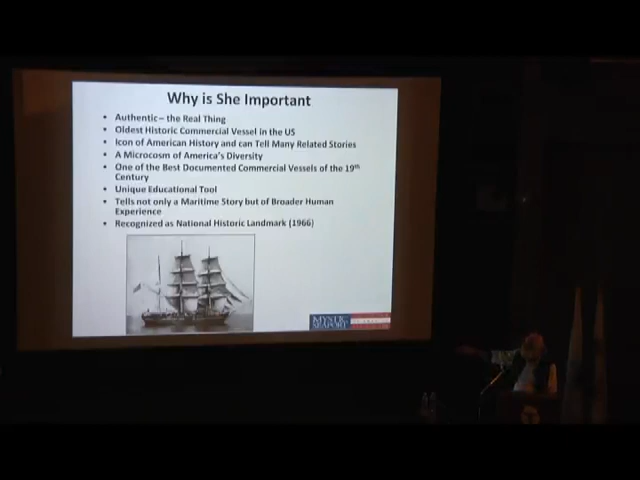 Why is She Important
• Authentic – the Real Thing
• Oldest Historic Commercial Vessel in the US
• Icon of American History and can Tell Many Related Stories
• A Microcosm of America's Diversity
• One of the Best Documented Commercial Vessels of the 19th
Century
• Unique Educational Tool
• Tells not only a Maritime Story but of Broader Human
Experience
• Recognized as National Historic Landmark (1966)
MYSTIC
SEAPORT